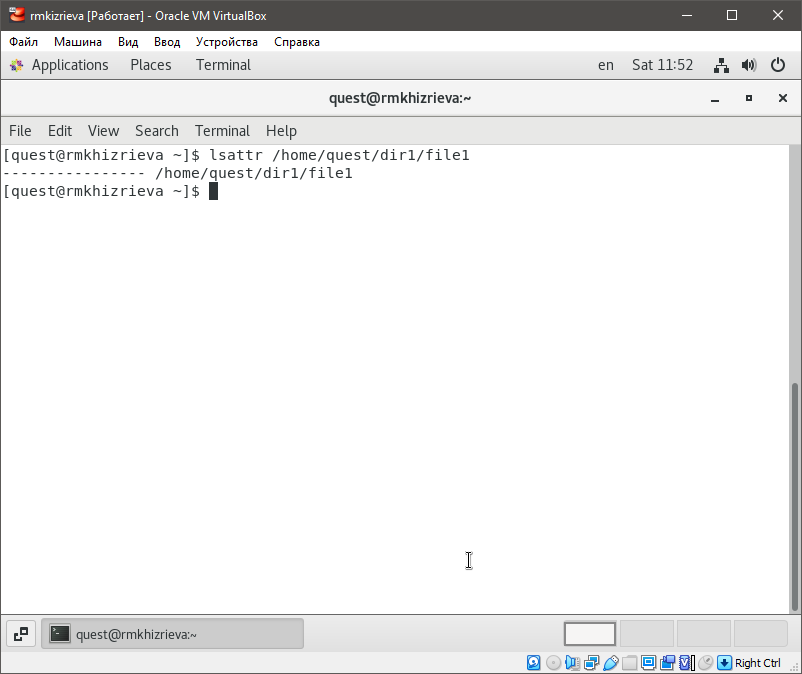 rmkizrieva [Работает] - Oracle VM VirtualBox
Файл Машина Вид Ввод Устройства Справка
Applications Places Terminal en Sat 11:52
quest@rmkhizrieva:~
File Edit View Search Terminal Help
[quest@rmkhizrieva ~]$ lsattr /home/quest/dir1/file1
---------------- /home/quest/dir1/file1
[quest@rmkhizrieva ~]$
quest@rmkhizrieva:~
Right Ctrl